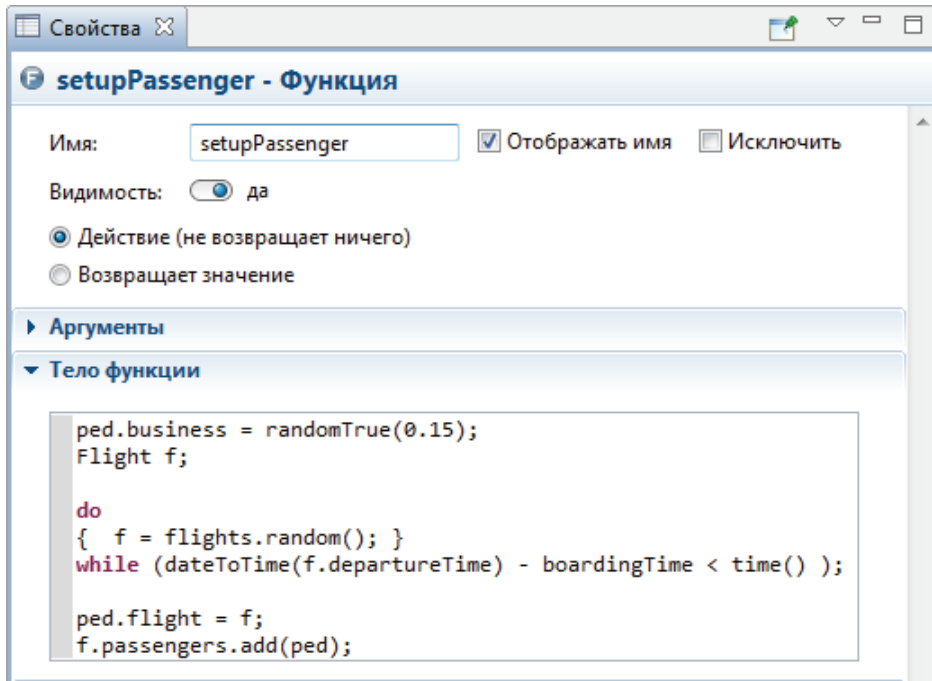 Свойства
setupPassenger - Функция
Имя: setupPassenger Отображать имя Исключить
Видимость: да
Действие (не возвращает ничего)
Возвращает значение
Аргументы
Тело функции
ped.business = randomTrue(0.15);
Flight f;
do
{ f = flights.random(); }
while (dateToTime(f.departureTime) - boardingTime < time() );
ped.flight = f;
f.passengers.add(ped);